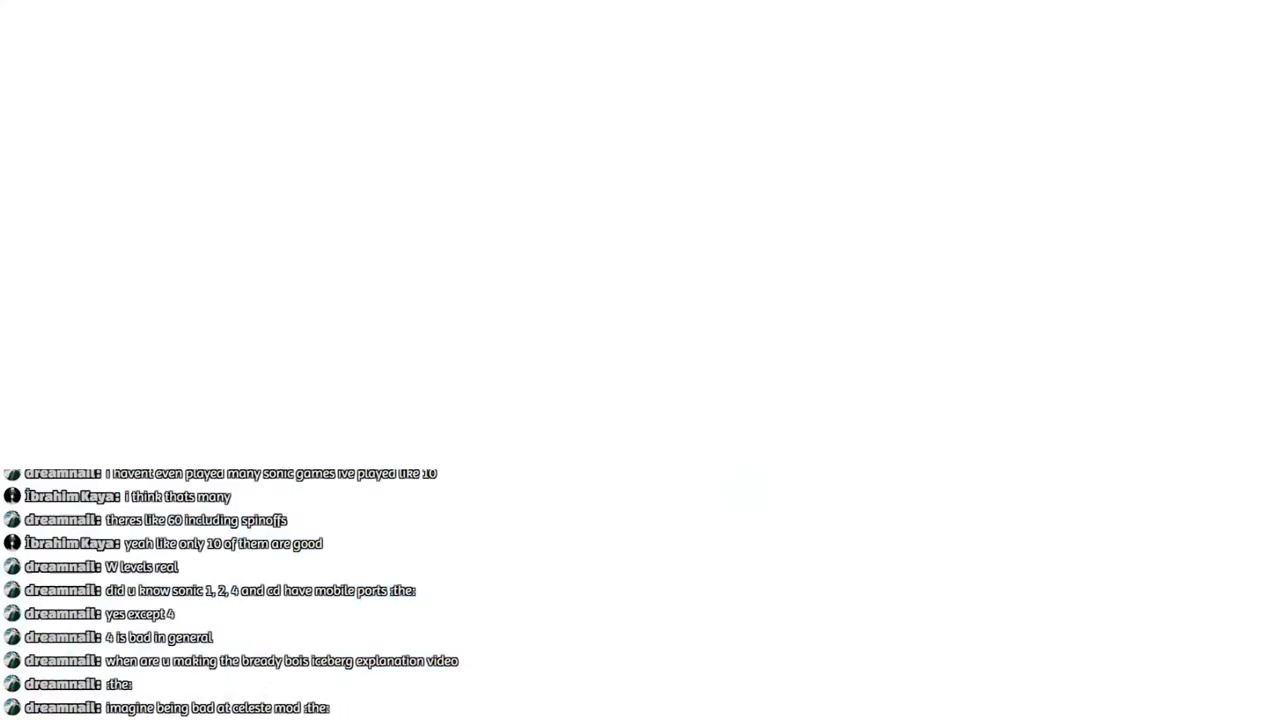 dreamnail: i havent even played many sonic games ive played like 10
İbrahim Kaya: i think thats many
dreamnail: theres like 60 including spinoffs
İbrahim Kaya: yeah like only 10 of them are good
dreamnail: W levels real
dreamnail: did u know sonic 1, 2, 4 and cd have mobile ports :the:
dreamnail: yes except 4
dreamnail: 4 is bad in general
dreamnail: when are u making the bready bois iceberg explanation video
dreamnail: :the:
dreamnail: imagine being bad at celeste mod :the: